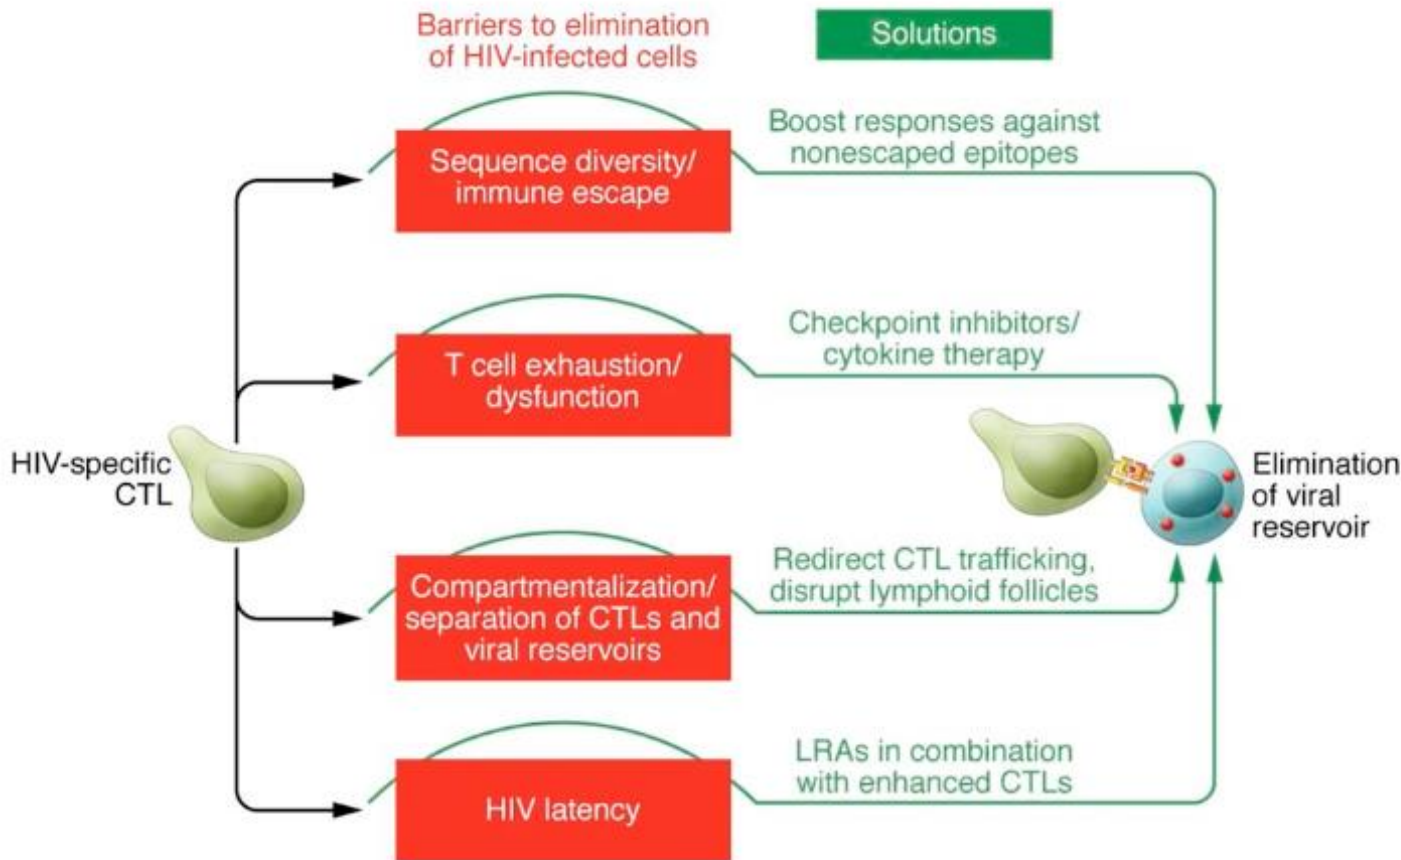 Barriers to elimination
of HIV-infected cells
Solutions
Sequence diversity/
immune escape
Boost responses against
nonescaped epitopes
T cell exhaustion/
dysfunction
Checkpoint inhibitors/
cytokine therapy
HIV-specific
CTL
Elimination
of viral
reservoir
Compartmentalization/
separation of CTLs and
viral reservoirs
Redirect CTL trafficking,
disrupt lymphoid follicles
HIV latency
LRAs in combination
with enhanced CTLs